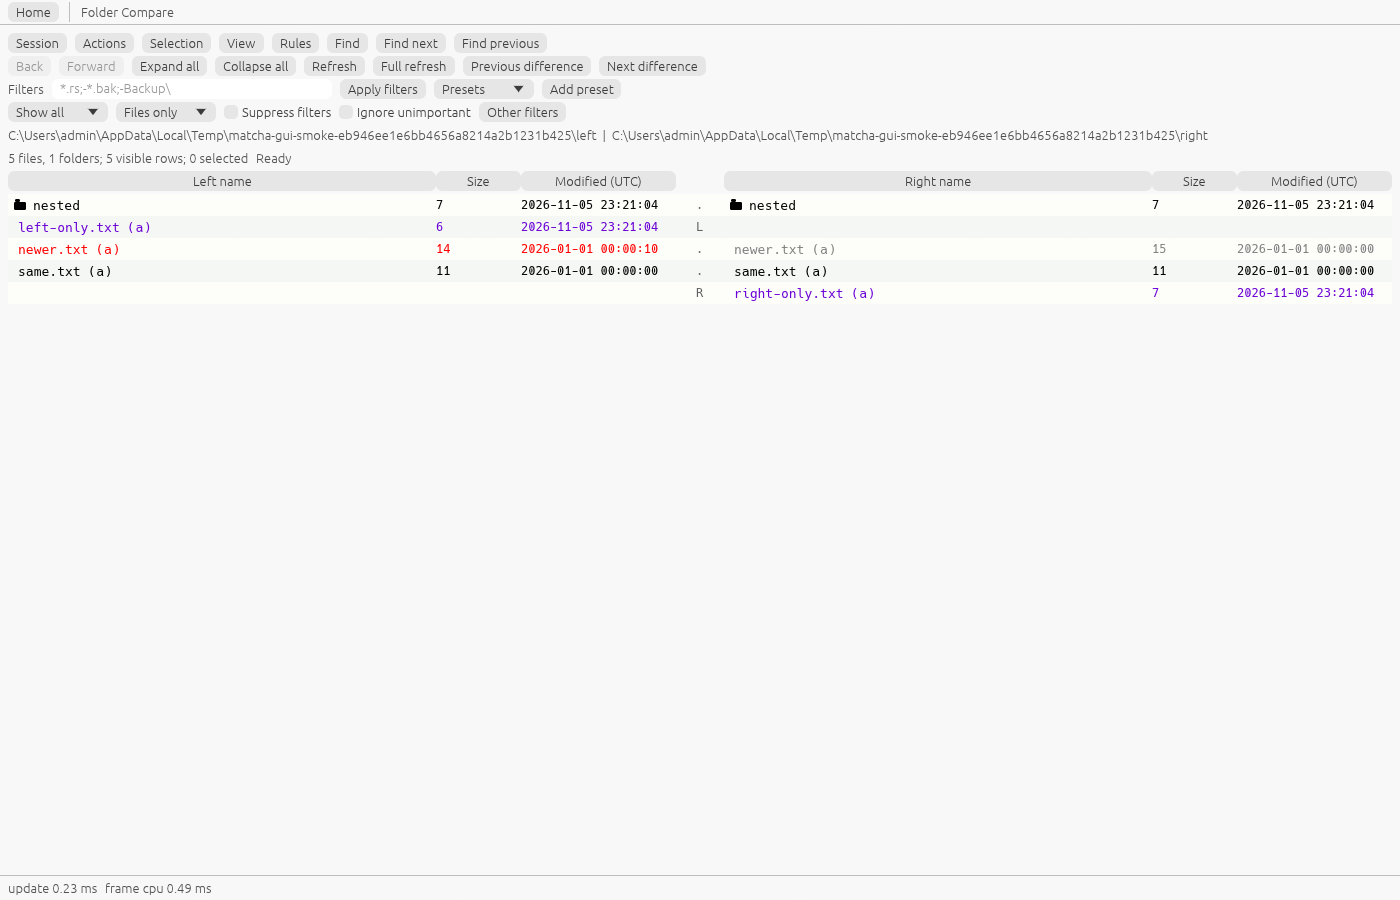 Home Folder Compare
Session Actions Selection View Rules Find Find next Find previous
Back Forward Expand all Collapse all Refresh Full refresh Previous difference Next difference
Filters *.rs;-*.bak;-Backup\ Apply filters Presets Add preset
Show all Files only Suppress filters Ignore unimportant Other filters
C:\Users\admin\AppData\Local\Temp\matcha-gui-smoke-eb946ee1e6bb4656a8214a2b1231b425\left | C:\Users\admin\AppData\Local\Temp\matcha-gui-smoke-eb946ee1e6bb4656a8214a2b1231b425\right
5 files, 1 folders; 5 visible rows; 0 selected Ready
Left name Size Modified (UTC) Right name Size Modified (UTC)
nested 7 2026-11-05 23:21:04 . nested 7 2026-11-05 23:21:04
left-only.txt (a) 6 2026-11-05 23:21:04 L
newer.txt (a) 14 2026-01-01 00:00:10 . newer.txt (a) 15 2026-01-01 00:00:00
same.txt (a) 11 2026-01-01 00:00:00 . same.txt (a) 11 2026-01-01 00:00:00
R right-only.txt (a) 7 2026-11-05 23:21:04
update 0.23 ms frame cpu 0.49 ms